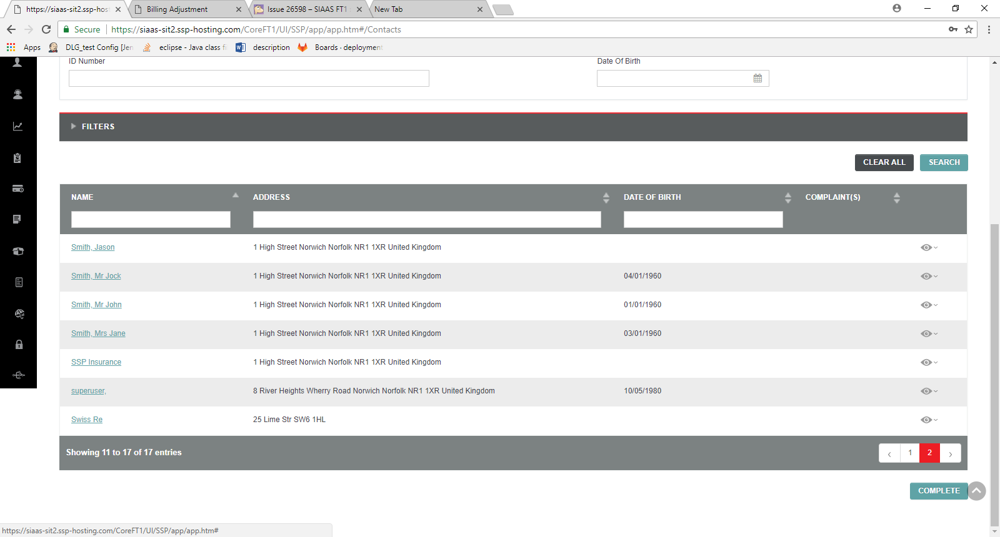 https://siaas-sit2.ssp-host
Billing Adjustment
Issue 26598 – SIAAS FT1
New Tab
Secure
https://siaas-sit2.ssp-hosting.com/CoreFT1/UI/SSP/app/app.htm#/Contacts
Apps
DLG_test Config [Jen
eclipse - Java class fi
description
Boards · deployment
ID Number
Date Of Birth
FILTERS
CLEAR ALL
SEARCH
NAME ADDRESS DATE OF BIRTH COMPLAINT(S)
Smith, Jason 1 High Street Norwich Norfolk NR1 1XR United Kingdom
Smith, Mr Jock 1 High Street Norwich Norfolk NR1 1XR United Kingdom 04/01/1960
Smith, Mr John 1 High Street Norwich Norfolk NR1 1XR United Kingdom 01/01/1960
Smith, Mrs Jane 1 High Street Norwich Norfolk NR1 1XR United Kingdom 03/01/1960
SSP Insurance 1 High Street Norwich Norfolk NR1 1XR United Kingdom
superuser, 8 River Heights Wherry Road Norwich Norfolk NR1 1XR United Kingdom 10/05/1980
Swiss Re 25 Lime Str SW6 1HL
Showing 11 to 17 of 17 entries
‹ 1 2 ›
COMPLETE
https://siaas-sit2.ssp-hosting.com/CoreFT1/UI/SSP/app/app.htm#